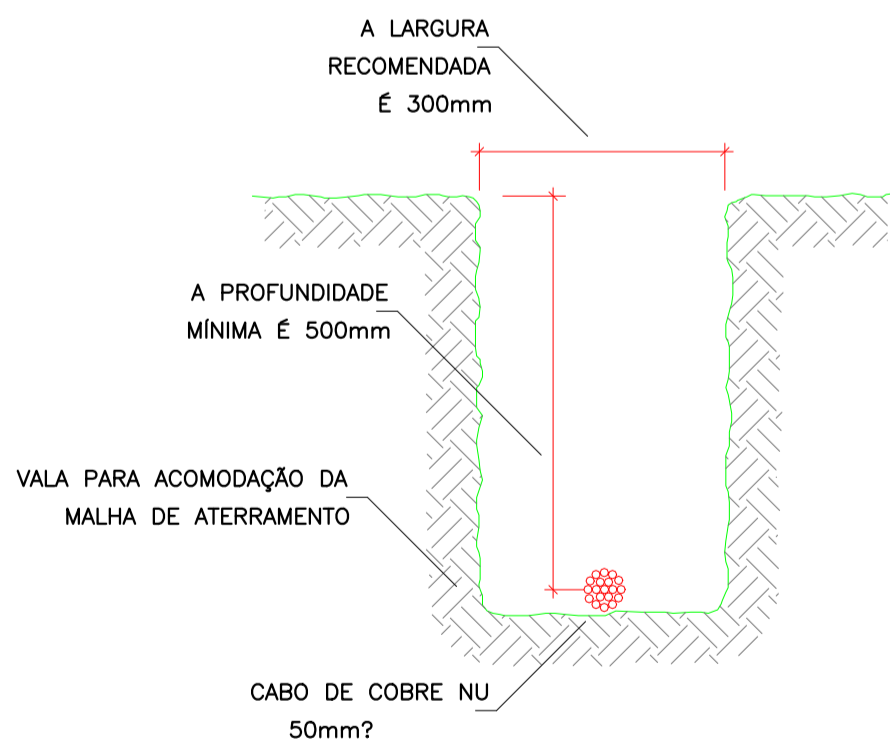 A LARGURA
RECOMENDADA
É 300mm
A PROFUNDIDADE
MÍNIMA É 500mm
VALA PARA ACOMODAÇÃO DA
MALHA DE ATERRAMENTO
CABO DE COBRE NU
50mm?